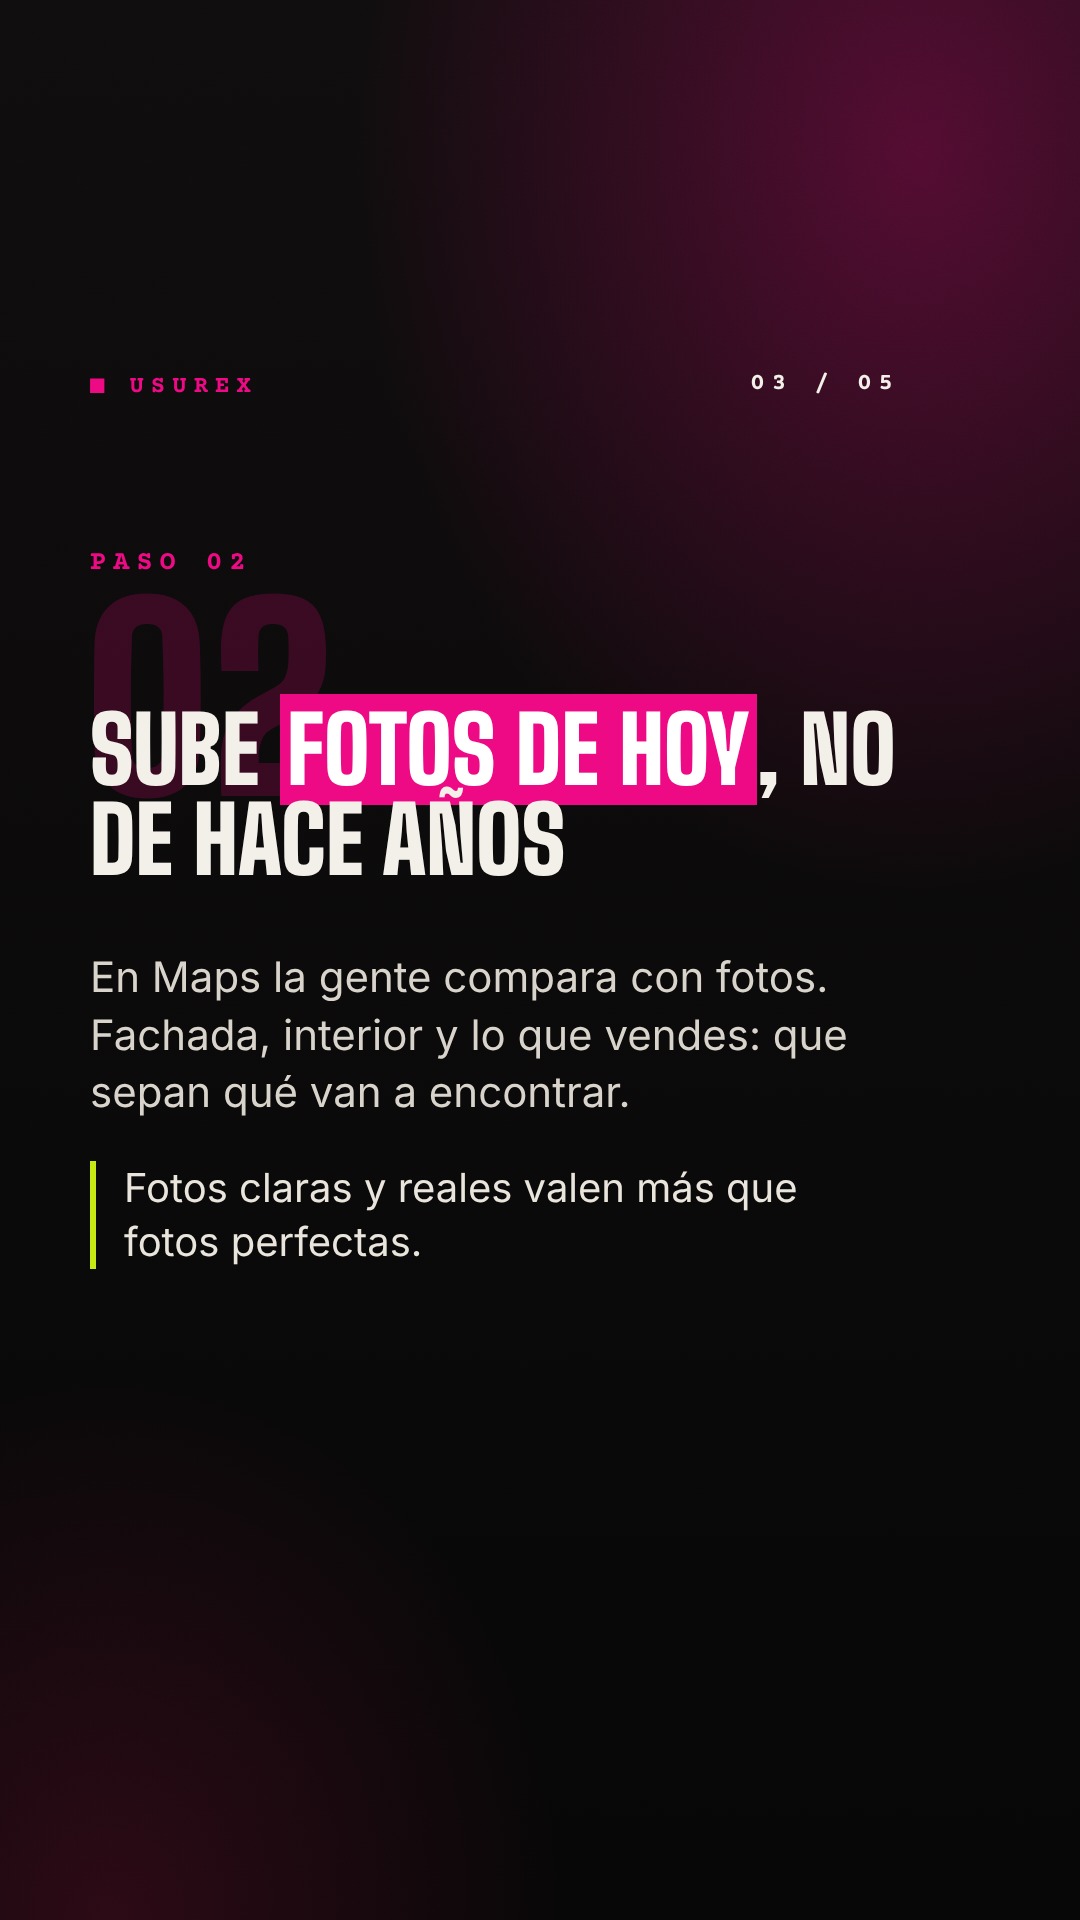 USUREX
03 / 05
PASO 02
02
SUBE FOTOS DE HOY, NO
DE HACE AÑOS
En Maps la gente compara con fotos.
Fachada, interior y lo que vendes: que
sepan qué van a encontrar.
Fotos claras y reales valen más que
fotos perfectas.